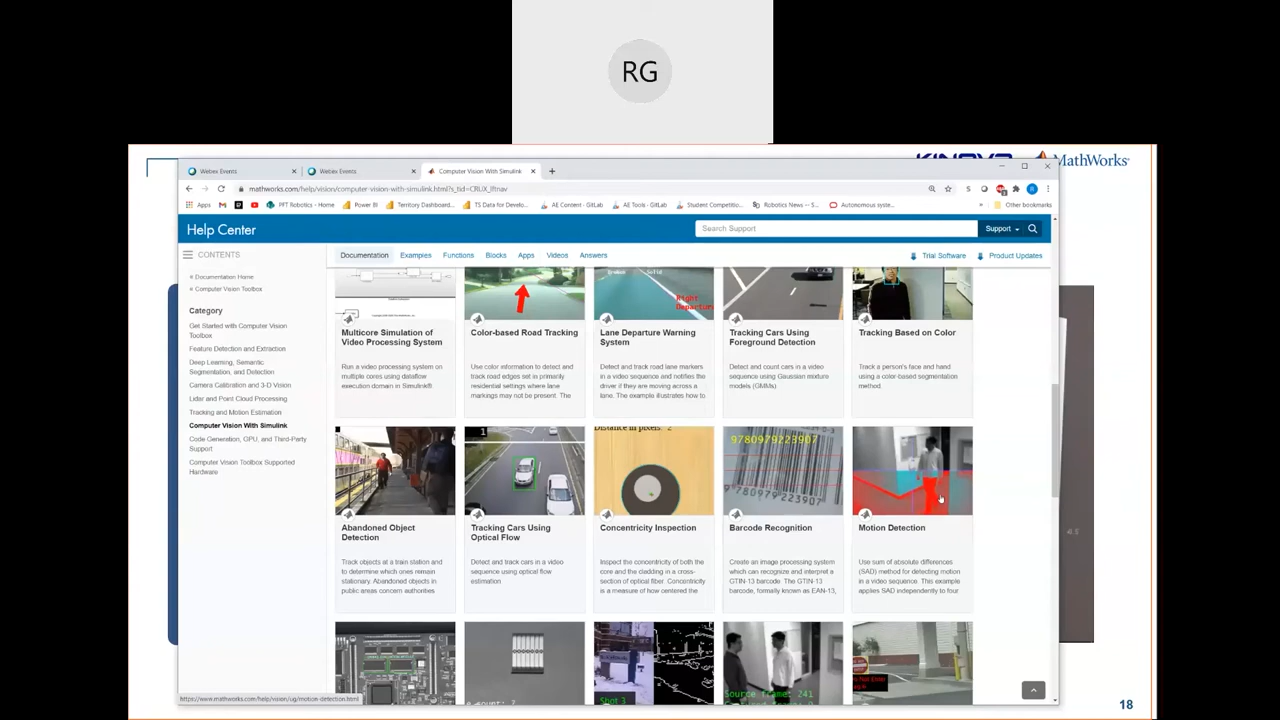 RG
KINOVA MathWorks
Webex Events
Webex Events
Computer Vision With Simulink
mathworks.com/help/vision/computer-vision-with-simulink.html?s_tid=CRUX_lftnav
Apps
PFT Robotics - Home
Power BI
Territory Dashboard...
TS Data for Develo...
AE Content - GitLab
AE Tools - GitLab
Student Competitio...
Robotics News -- S...
Autonomous syste...
»
Other bookmarks
Help Center
Search Support
Support
CONTENTS
Documentation
Examples
Functions
Blocks
Apps
Videos
Answers
Trial Software
Product Updates
« Documentation Home
« Computer Vision Toolbox
Category
Get Started with Computer Vision
Toolbox
Feature Detection and Extraction
Deep Learning, Semantic
Segmentation, and Detection
Camera Calibration and 3-D Vision
Lidar and Point Cloud Processing
Tracking and Motion Estimation
Computer Vision With Simulink
Code Generation, GPU, and Third-Party
Support
Computer Vision Toolbox Supported
Hardware
Multicore Simulation of
Video Processing System
Run a video processing system on
multiple cores using dataflow
execution domain in Simulink®
Color-based Road Tracking
Use color information to detect and
track road edges set in primarily
residential settings where lane
markings may not be present. The
Broken Solid
Right
Departur
Lane Departure Warning
System
Detect and track road lane markers
in a video sequence and notifies the
driver if they are moving across a
lane. The example illustrates how to
Tracking Cars Using
Foreground Detection
Detect and count cars in a video
sequence using Gaussian mixture
models (GMMs)
Tracking Based on Color
Track a person's face and hand
using a color-based segmentation
method.
Abandoned Object
Detection
Track objects at a train station and
to determine which ones remain
stationary. Abandoned objects in
public areas concern authorities
1
Tracking Cars Using
Optical Flow
Detect and track cars in a video
sequence using optical flow
estimation
Distance in pixels: 2
Concentricity Inspection
Inspect the concentricity of both the
core and the cladding in a cross-
section of optical fiber. Concentricity
is a measure of how centered the
9780979223907
9 780979 223907
Barcode Recognition
Create an image processing system
which can recognize and interpret a
GTIN-13 barcode. The GTIN-13
barcode, formally known as EAN-13,
Motion Detection
Use sum of absolute differences
(SAD) method for detecting motion
in a video sequence. This example
applies SAD independently to four
Shot 3
Source frame: 241
https://www.mathworks.com/help/vision/ug/motion-detection.html
18